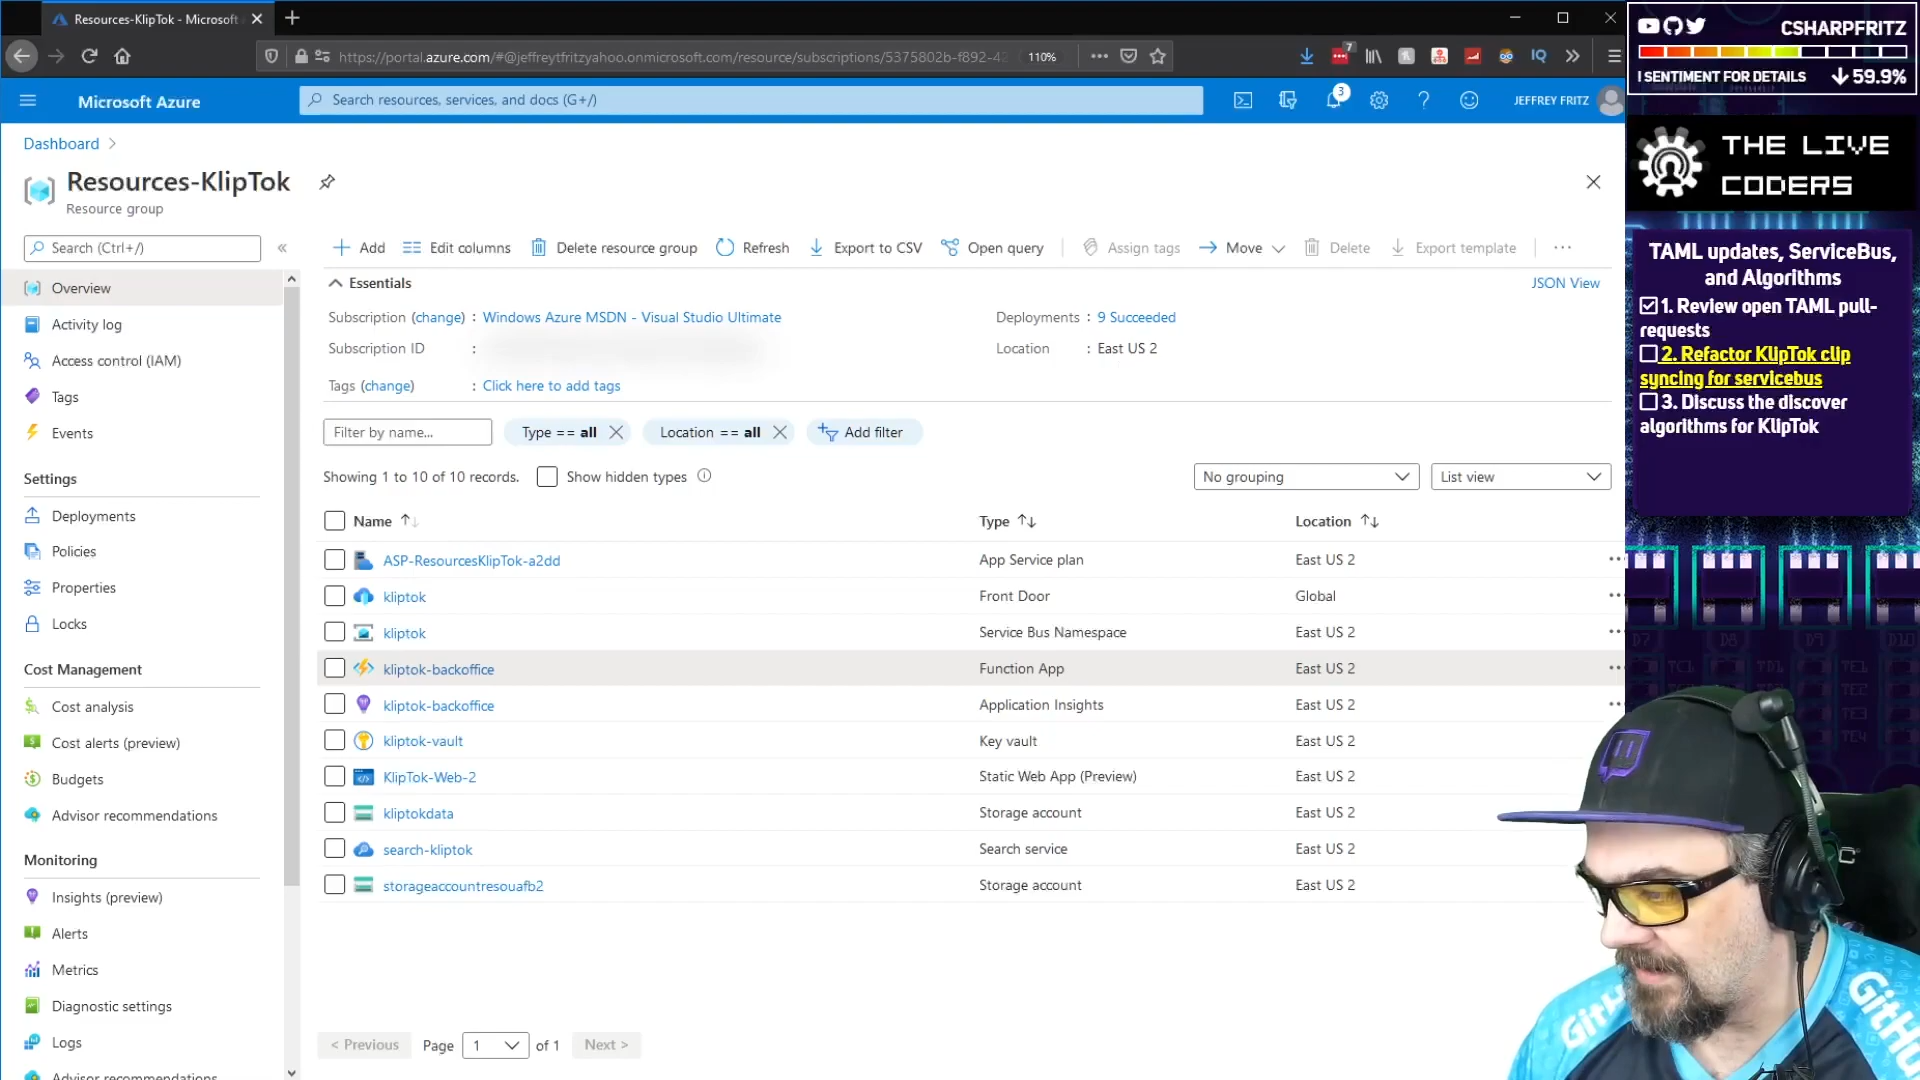 Resources-KlipTok - Microsoft
https://portal.azure.com/#@jeffreytfritzyahoo.onmicrosoft.com/resource/subscriptions/5375802b-f892-42
110%
7
Microsoft Azure
Search resources, services, and docs (G+/)
3
JEFFREY FRITZ
Dashboard
Resources-KlipTok
Resource group
Search (Ctrl+/)
Overview
Activity log
Access control (IAM)
Tags
Events
Settings
Deployments
Policies
Properties
Locks
Cost Management
Cost analysis
Cost alerts (preview)
Budgets
Advisor recommendations
Monitoring
Insights (preview)
Alerts
Metrics
Diagnostic settings
Logs
Advisor recommendations
Add
Edit columns
Delete resource group
Refresh
Export to CSV
Open query
Assign tags
Move
Delete
Export template
Essentials
JSON View
Subscription (change) : Windows Azure MSDN - Visual Studio Ultimate
Deployments : 9 Succeeded
Subscription ID :
Location : East US 2
Tags (change) : Click here to add tags
Filter by name...
Type == all
Location == all
Add filter
Showing 1 to 10 of 10 records.
Show hidden types
No grouping
List view
Name Type Location
ASP-ResourcesKlipTok-a2dd App Service plan East US 2
kliptok Front Door Global
kliptok Service Bus Namespace East US 2
kliptok-backoffice Function App East US 2
kliptok-backoffice Application Insights East US 2
kliptok-vault Key vault East US 2
KlipTok-Web-2 Static Web App (Preview) East US 2
kliptokdata Storage account East US 2
search-kliptok Search service East US 2
storageaccountresouafb2 Storage account East US 2
< Previous Page 1 of 1 Next >
CSHARPFRITZ
! SENTIMENT FOR DETAILS
59.9%
THE LIVE
CODERS
TAML updates, ServiceBus,
and Algorithms
1. Review open TAML pull-
requests
2. Refactor KlipTok clip
syncing for servicebus
3. Discuss the discover
algorithms for KlipTok
D7 D8 D9 D10
GitHub
GitHub